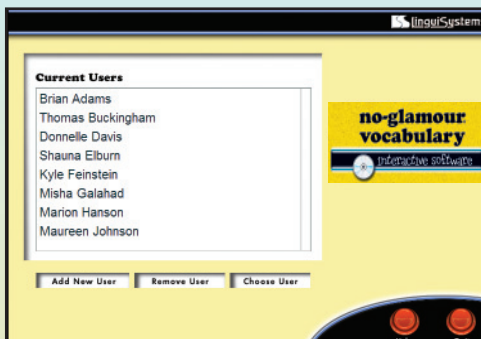 LinguiSystem
Current Users
Brian Adams
Thomas Buckingham
Donnelle Davis
Shauna Elburn
Kyle Feinstein
Misha Galahad
Marion Hanson
Maureen Johnson
no-glamour
vocabulary
interactive software
Add New User
Remove User
Choose User